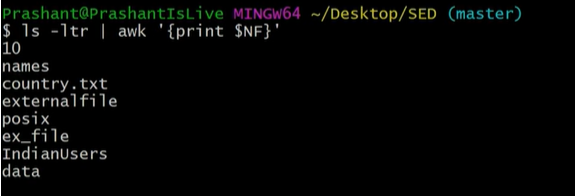 Prashant@PrashantIsLive MINGW64 ~/Desktop/SED (master)
$ ls -ltr | awk '{print $NF}'
10
names
country.txt
externalfile
posix
ex_file
IndianUsers
data